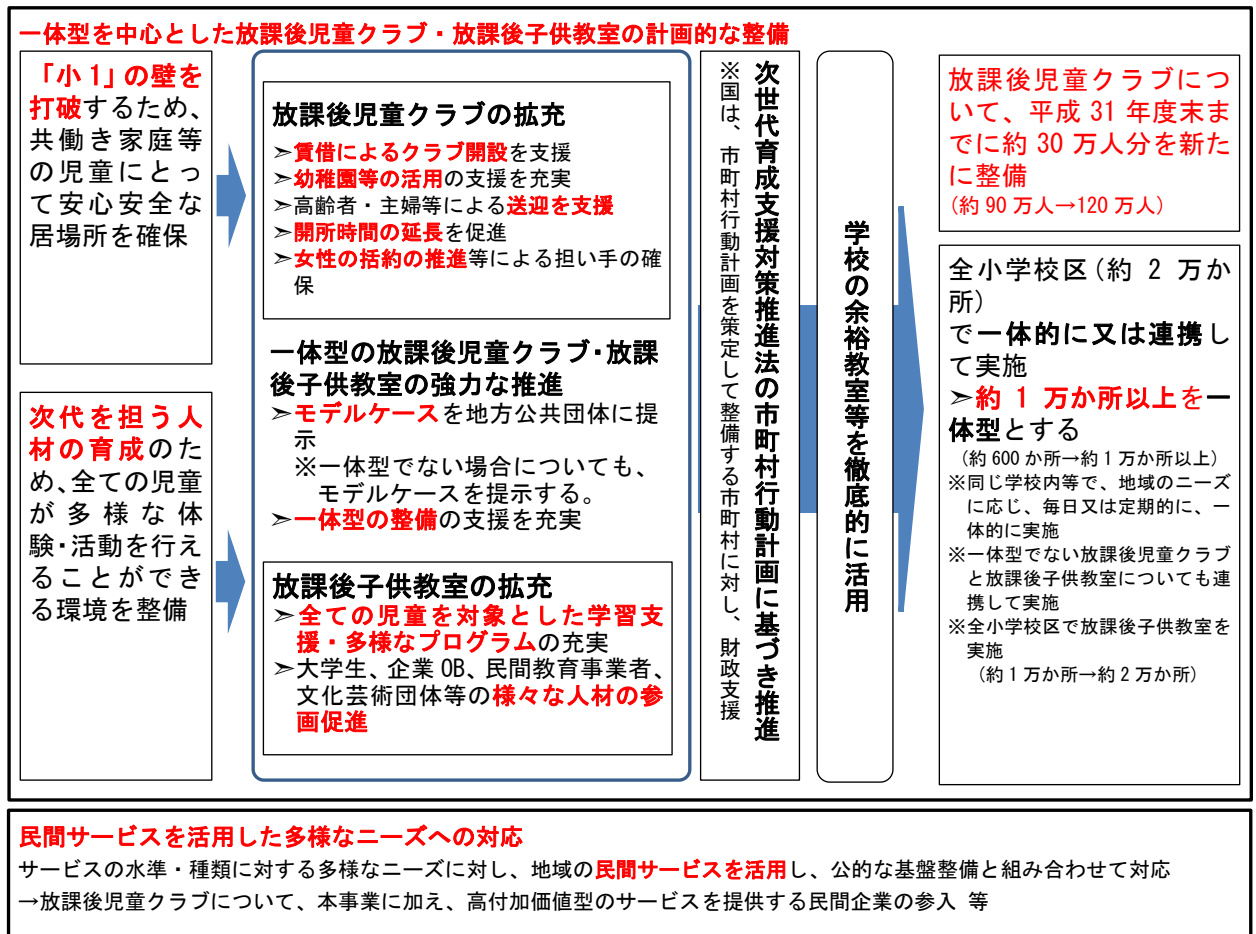 一体型を中心とした放課後児童クラブ・放課後子供教室の計画的な整備
「小1」の壁を
打破するため、
共働き家庭等
の児童にとっ
て安心安全な
居場所を確保
次代を担う人
材の育成のた
め、全ての児童
が多様な体
験・活動を行え
ることができ
る環境を整備
放課後児童クラブの拡充
➣賃借によるクラブ開設を支援
➣幼稚園等の活用の支援を充実
➣高齢者・主婦等による送迎を支援
➣開所時間の延長を促進
➣女性の括約の推進等による担い手の確
保
一体型の放課後児童クラブ・放課
後子供教室の強力な推進
➣モデルケースを地方公共団体に提
示
※一体型でない場合についても、
モデルケースを提示する。
➣一体型の整備の支援を充実
放課後子供教室の拡充
➣全ての児童を対象とした学習支
援・多様なプログラムの充実
➣大学生、企業OB、民間教育事業者、
文化芸術団体等の様々な人材の参
画促進
次世代育成支援対策推進法の市町村行動計画に基づき推進
※国は、市町村行動計画を策定して整備する市町村に対し、財政支援
学校の余裕教室等を徹底的に活用
放課後児童クラブにつ
いて、平成31年度末ま
でに約30万人分を新た
に整備
(約90万人→120万人)
全小学校区(約2万か
所)
で一体的に又は連携し
て実施
➣約1万か所以上を一
体型とする
(約600か所→約1万か所以上)
※同じ学校内等で、地域のニーズ
に応じ、毎日又は定期的に、一
体的に実施
※一体型でない放課後児童クラブ
と放課後子供教室についても連
携して実施
※全小学校区で放課後子供教室を
実施
(約1万か所→約2万か所)
民間サービスを活用した多様なニーズへの対応
サービスの水準・種類に対する多様なニーズに対し、地域の民間サービスを活用し、公的な基盤整備と組み合わせて対応
→放課後児童クラブについて、本事業に加え、高付加価値型のサービスを提供する民間企業の参入 等